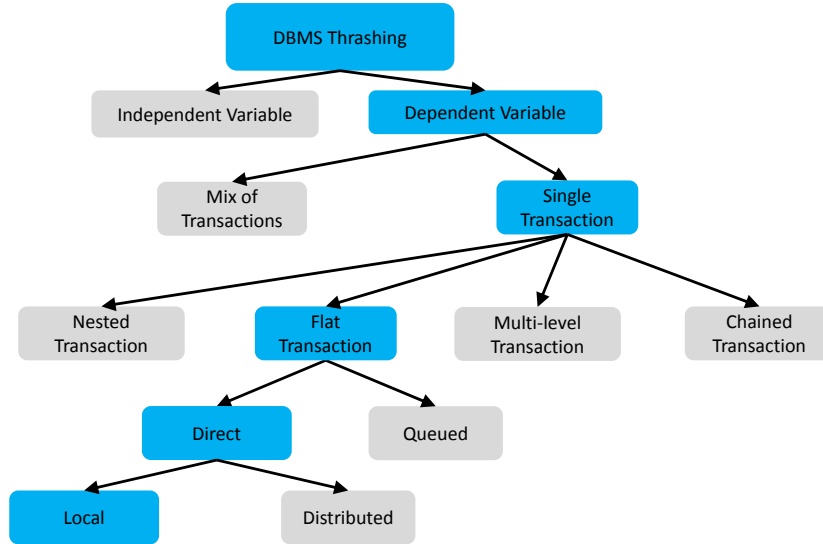 DBMS Thrashing
Independent Variable
Dependent Variable
Mix of
Transactions
Single
Transaction
Nested
Transaction
Flat
Transaction
Multi-level
Transaction
Chained
Transaction
Direct
Queued
Local
Distributed